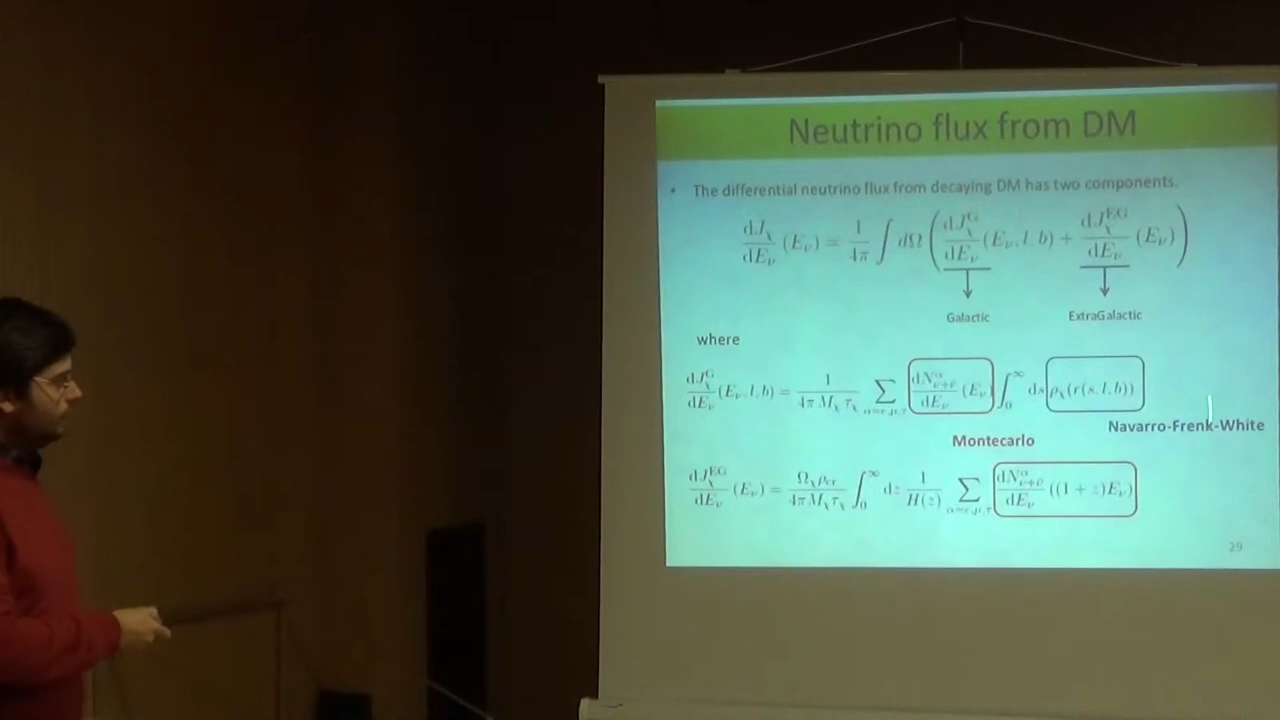 Neutrino flux from DM
• The differential neutrino flux from decaying DM has two components.
dJ_χ/dE_ν (E_ν) = 1/4π ∫ dΩ ( dJ_χ^G/dE_ν (E_ν, l, b) + dJ_χ^EG/dE_ν (E_ν) )
Galactic ExtraGalactic
where
dJ_χ^G/dE_ν (E_ν, l, b) = 1/(4π M_χ τ_χ) ∑_{α=e,μ,τ} dN^α_{ν+ν̄}/dE_ν (E_ν) ∫_0^∞ ds ρ_χ(r(s, l, b))
Navarro-Frenk-White
Montecarlo
dJ_χ^EG/dE_ν (E_ν) = Ω_χ ρ_cr/(4π M_χ τ_χ) ∫_0^∞ dz 1/H(z) ∑_{α=e,μ,τ} dN^α_{ν+ν̄}/dE_ν ((1 + z)E_ν)
29